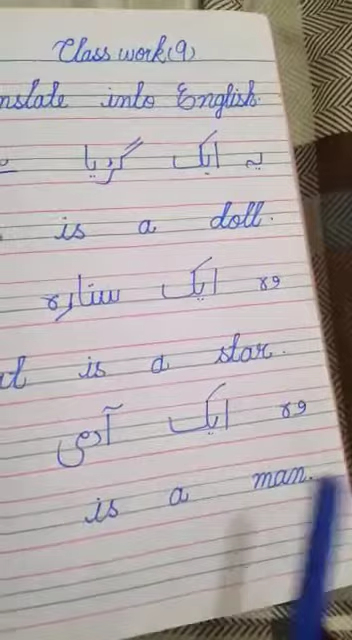 Class work (9)
nslate into English.
یہ ایک گڑیا
is a doll.
وہ ایک ستارہ
at is a star.
وہ ایک آدمی
is a man.